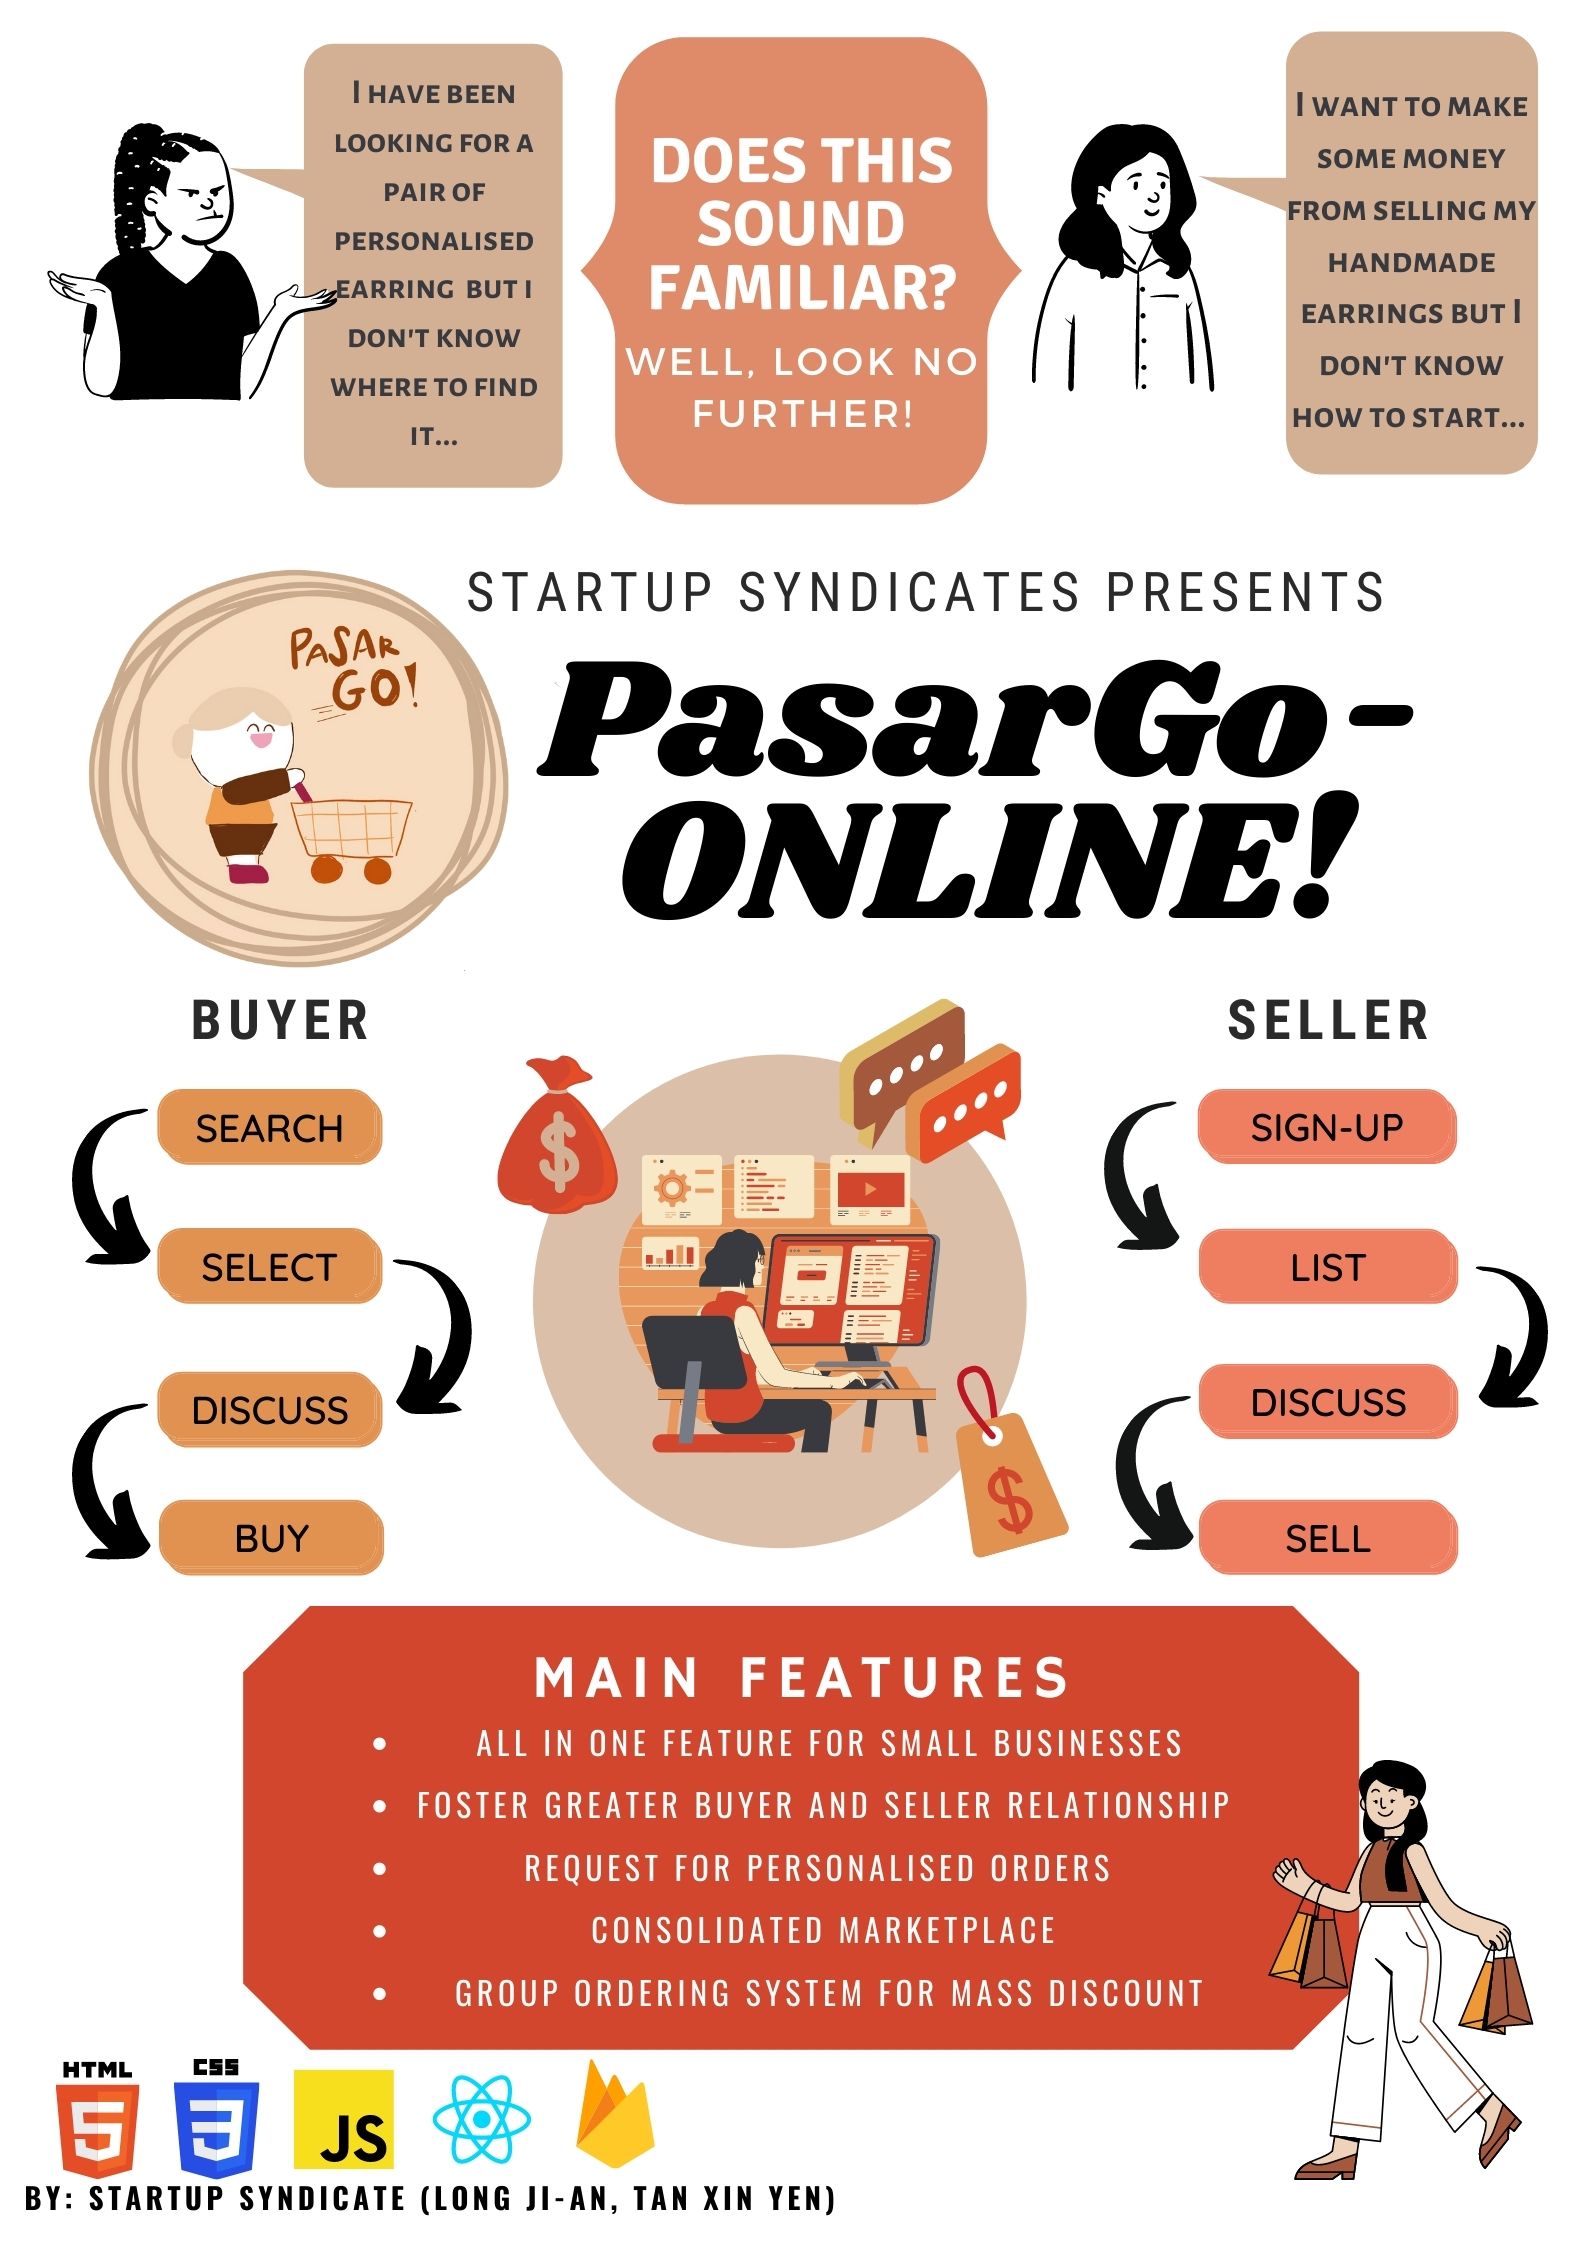 I HAVE BEEN
LOOKING FOR A
PAIR OF
PERSONALISED
EARRING BUT I
DON'T KNOW
WHERE TO FIND
IT...
DOES THIS
SOUND
FAMILIAR?
WELL, LOOK NO
FURTHER!
I WANT TO MAKE
SOME MONEY
FROM SELLING MY
HANDMADE
EARRINGS BUT I
DON'T KNOW
HOW TO START...
STARTUP SYNDICATES PRESENTS
PASAR
GO!
PasarGo-
ONLINE!
BUYER
SEARCH
SELECT
DISCUSS
BUY
$
$
SELLER
SIGN-UP
LIST
DISCUSS
SELL
MAIN FEATURES
• ALL IN ONE FEATURE FOR SMALL BUSINESSES
• FOSTER GREATER BUYER AND SELLER RELATIONSHIP
• REQUEST FOR PERSONALISED ORDERS
• CONSOLIDATED MARKETPLACE
• GROUP ORDERING SYSTEM FOR MASS DISCOUNT
HTML
5
CSS
3
JS
BY: STARTUP SYNDICATE (LONG JI-AN, TAN XIN YEN)